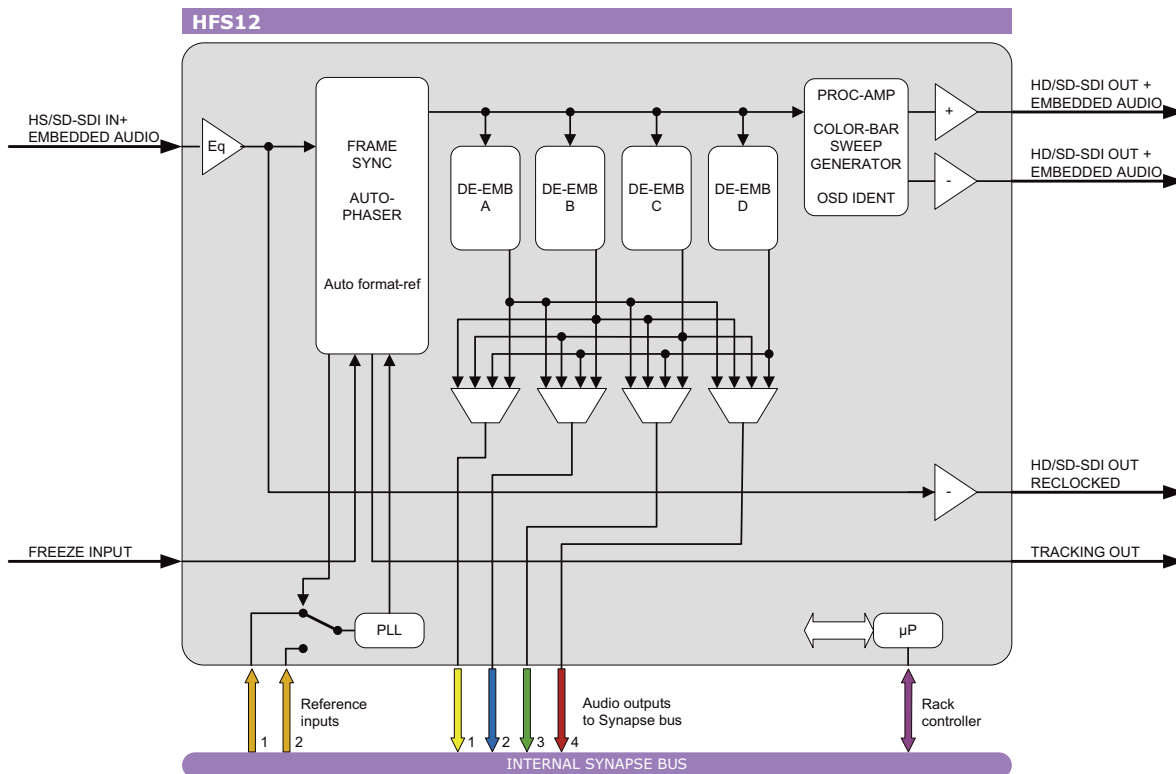 HFS12
HS/SD-SDI IN+
EMBEDDED AUDIO
Eq
FRAME
SYNC
AUTO-
PHASER
Auto format-ref
DE-EMB
A
DE-EMB
B
DE-EMB
C
DE-EMB
D
PROC-AMP
COLOR-BAR
SWEEP
GENERATOR
OSD IDENT
+
-
HD/SD-SDI OUT +
EMBEDDED AUDIO
HD/SD-SDI OUT +
EMBEDDED AUDIO
-
HD/SD-SDI OUT
RECLOCKED
FREEZE INPUT
TRACKING OUT
PLL
µP
Reference
inputs
1
2
Audio outputs
to Synapse bus
1
2
3
4
Rack
controller
INTERNAL SYNAPSE BUS